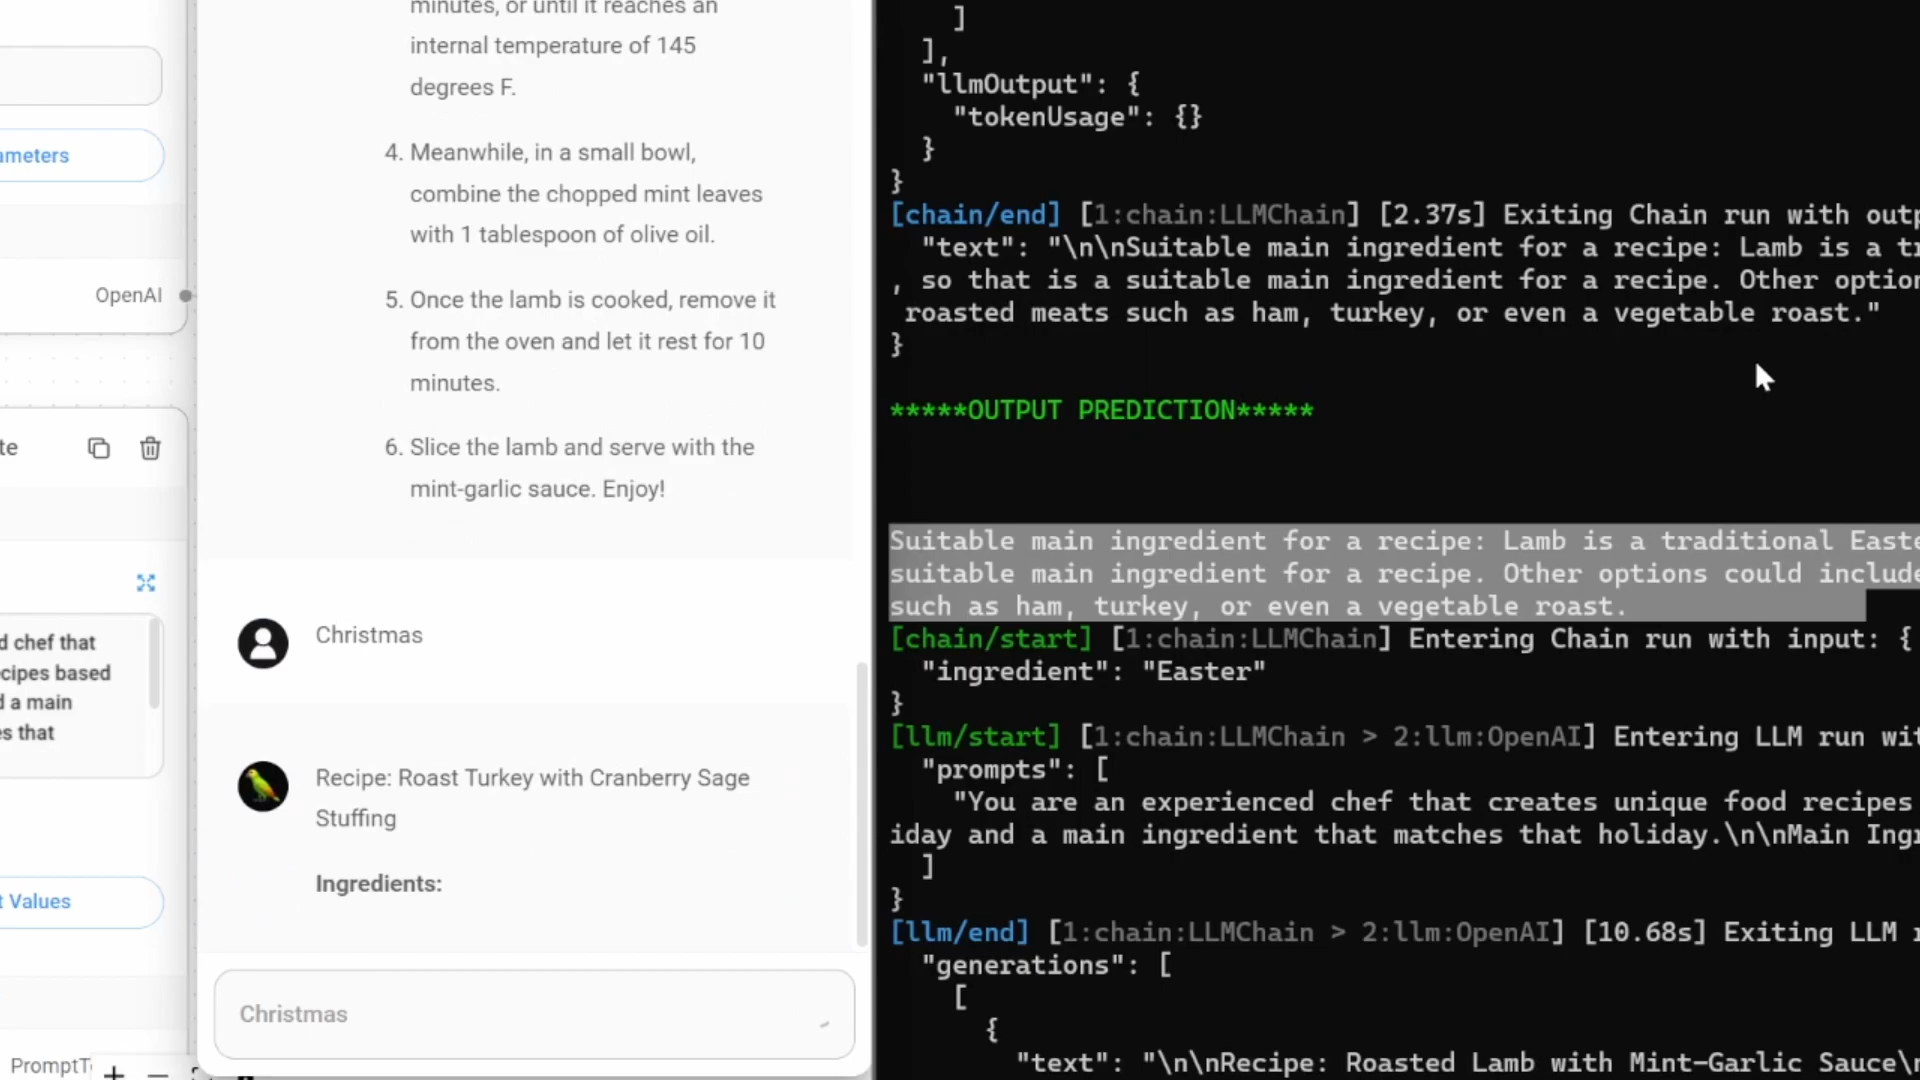 ameters
OpenAI
te
d chef that
cipes based
d a main
s that
t Values
PromptT
minutes, or until it reaches an
internal temperature of 145
degrees F.
4. Meanwhile, in a small bowl,
combine the chopped mint leaves
with 1 tablespoon of olive oil.
5. Once the lamb is cooked, remove it
from the oven and let it rest for 10
minutes.
6. Slice the lamb and serve with the
mint-garlic sauce. Enjoy!
Christmas
Recipe: Roast Turkey with Cranberry Sage
Stuffing
Ingredients:
Christmas
]
],
"llmOutput": {
"tokenUsage": {}
}
}
[chain/end] [1:chain:LLMChain] [2.37s] Exiting Chain run with outp
"text": "\n\nSuitable main ingredient for a recipe: Lamb is a tr
, so that is a suitable main ingredient for a recipe. Other option
roasted meats such as ham, turkey, or even a vegetable roast."
}
*****OUTPUT PREDICTION*****
Suitable main ingredient for a recipe: Lamb is a traditional Easte
suitable main ingredient for a recipe. Other options could include
such as ham, turkey, or even a vegetable roast.
[chain/start] [1:chain:LLMChain] Entering Chain run with input: {
"ingredient": "Easter"
}
[llm/start] [1:chain:LLMChain > 2:llm:OpenAI] Entering LLM run wit
"prompts": [
"You are an experienced chef that creates unique food recipes
iday and a main ingredient that matches that holiday.\n\nMain Ingr
]
}
[llm/end] [1:chain:LLMChain > 2:llm:OpenAI] [10.68s] Exiting LLM r
"generations": [
[
{
"text": "\n\nRecipe: Roasted Lamb with Mint-Garlic Sauce\n